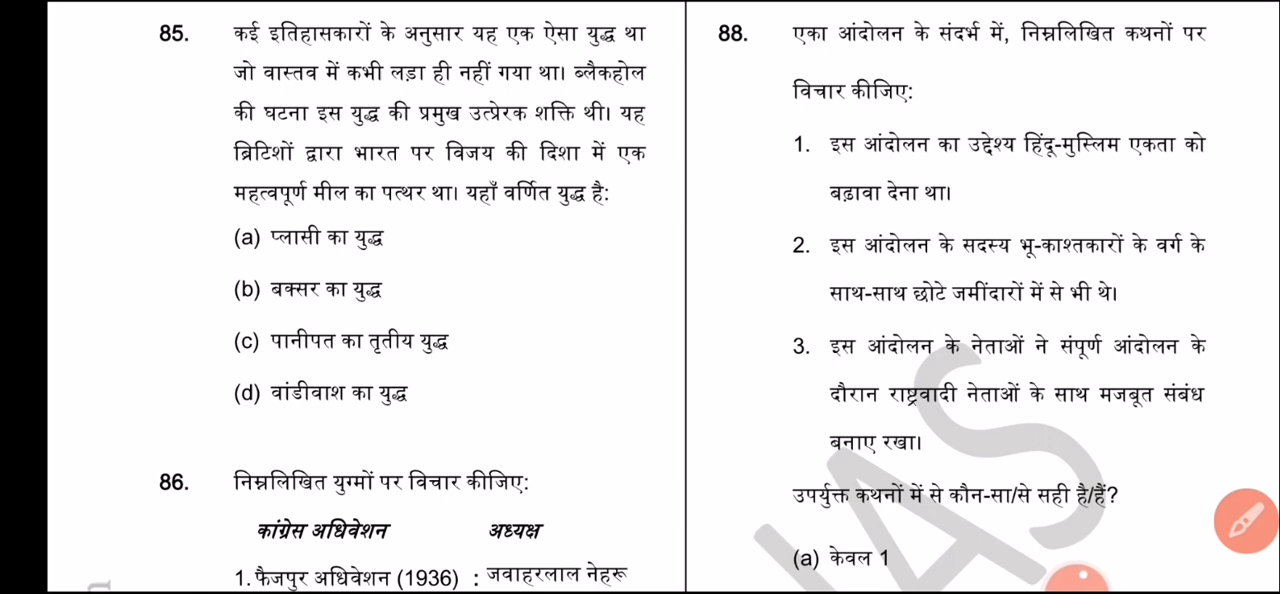 85. कई इतिहासकारों के अनुसार यह एक ऐसा युद्ध था
जो वास्तव में कभी लड़ा ही नहीं गया था। ब्लैकहोल
की घटना इस युद्ध की प्रमुख उत्प्रेरक शक्ति थी। यह
ब्रिटिशों द्वारा भारत पर विजय की दिशा में एक
महत्वपूर्ण मील का पत्थर था। यहाँ वर्णित युद्ध है:
(a) प्लासी का युद्ध
(b) बक्सर का युद्ध
(c) पानीपत का तृतीय युद्ध
(d) वांडीवाश का युद्ध
86. निम्नलिखित युग्मों पर विचार कीजिए:
कांग्रेस अधिवेशन अध्यक्ष
1. फैजपुर अधिवेशन (1936) : जवाहरलाल नेहरू
88. एका आंदोलन के संदर्भ में, निम्नलिखित कथनों पर
विचार कीजिए:
1. इस आंदोलन का उद्देश्य हिंदू-मुस्लिम एकता को
बढ़ावा देना था।
2. इस आंदोलन के सदस्य भू-काश्तकारों के वर्ग के
साथ-साथ छोटे जमींदारों में से भी थे।
3. इस आंदोलन के नेताओं ने संपूर्ण आंदोलन के
दौरान राष्ट्रवादी नेताओं के साथ मजबूत संबंध
बनाए रखा।
उपर्युक्त कथनों में से कौन-सा/से सही है/हैं?
(a) केवल 1
IAS